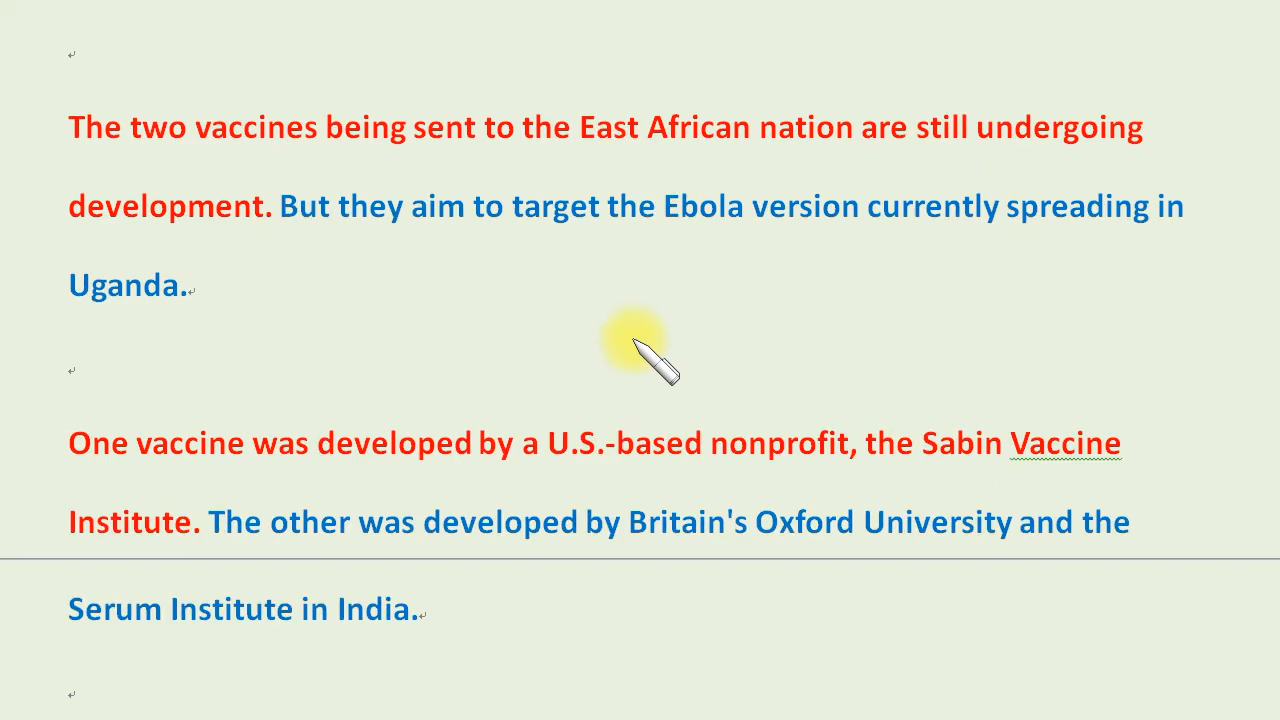 The two vaccines being sent to the East African nation are still undergoing
development. But they aim to target the Ebola version currently spreading in
Uganda.
One vaccine was developed by a U.S.-based nonprofit, the Sabin Vaccine
Institute. The other was developed by Britain's Oxford University and the
Serum Institute in India.